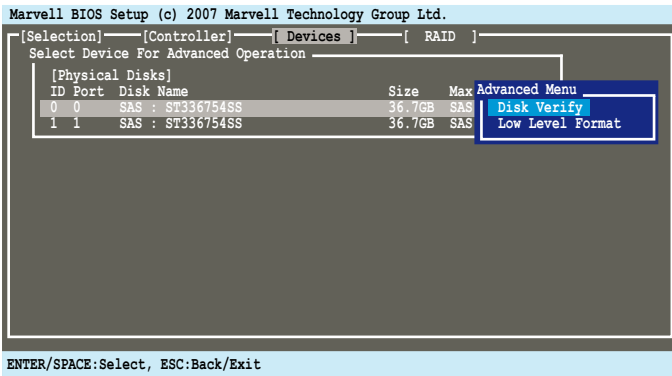 Marvell BIOS Setup (c) 2007 Marvell Technology Group Ltd.
[Selection] [Controller] [ Devices ] [ RAID ]
Select Device For Advanced Operation
[Physical Disks]
ID Port Disk Name Size Max
0 0 SAS : ST336754SS 36.7GB SAS
1 1 SAS : ST336754SS 36.7GB SAS
Advanced Menu
Disk Verify
Low Level Format
ENTER/SPACE:Select, ESC:Back/Exit